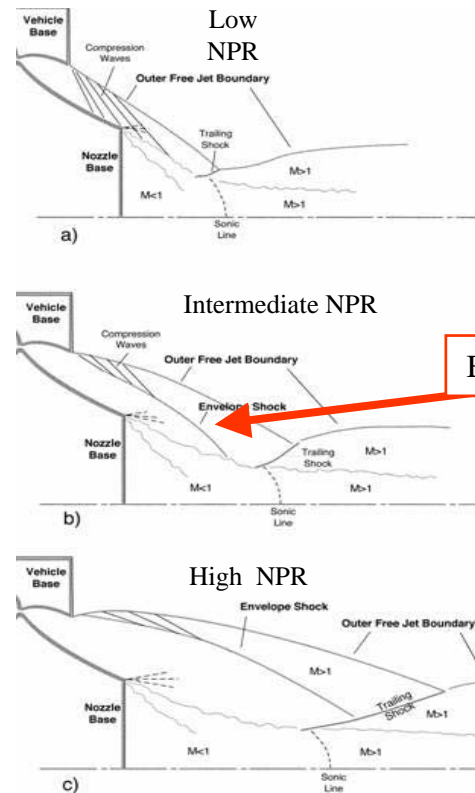 Low
NPR
Vehicle
Base
Compression
Waves
Outer Free Jet Boundary
Trailing
Shock
Nozzle
Base
M<1
M>1
M>1
Sonic
Line
a)
Intermediate NPR
Vehicle
Base
Compression
Waves
Outer Free Jet Boundary
Envelope Shock
Nozzle
Base
Trailing
Shock
M>1
M<1
M>1
Sonic
Line
b)
High NPR
Vehicle
Base
Envelope Shock
Outer Free Jet Boundary
M>1
Trailing
Shock
M>1
Nozzle
Base
M<1
M>1
Sonic
Line
c)